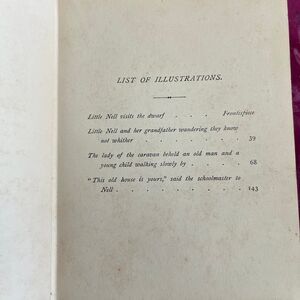 LIST OF ILLUSTRATIONS.
Little Nell visits the dwarf . . . Frontispiece
Little Nell and her grandfather wandering they know
not whither . . . . . . . 39
The lady of the caravan beheld an old man and a
young child walking slowly by . . . . 68
"This old house is yours," said the schoolmaster to
Nell . . . . . . . . 143